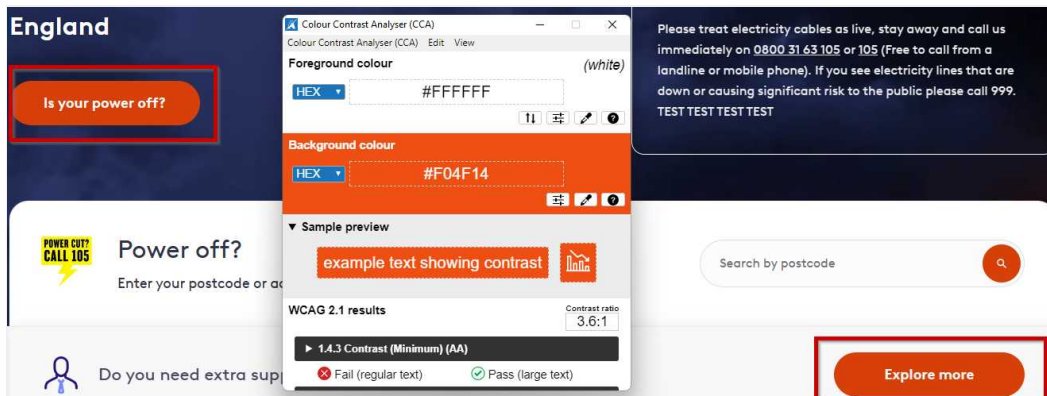 England
Is your power off?
Colour Contrast Analyser (CCA)
Colour Contrast Analyser (CCA) Edit View
Foreground colour (white)
HEX #FFFFFF
Background colour
HEX #F04F14
Sample preview
example text showing contrast
WCAG 2.1 results
Contrast ratio
3.6:1
1.4.3 Contrast (Minimum) (AA)
Fail (regular text) Pass (large text)
Please treat electricity cables as live, stay away and call us
immediately on 0800 31 63 105 or 105 (Free to call from a
landline or mobile phone). If you see electricity lines that are
down or causing significant risk to the public please call 999.
TEST TEST TEST TEST
POWER CUT?
CALL 105
Power off?
Enter your postcode or ad
Search by postcode
Do you need extra supp
Explore more